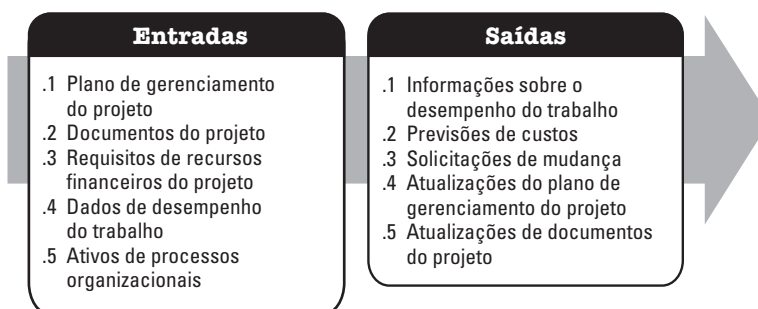 Entradas
.1 Plano de gerenciamento
do projeto
.2 Documentos do projeto
.3 Requisitos de recursos
financeiros do projeto
.4 Dados de desempenho
do trabalho
.5 Ativos de processos
organizacionais
Saídas
.1 Informações sobre o
desempenho do trabalho
.2 Previsões de custos
.3 Solicitações de mudança
.4 Atualizações do plano de
gerenciamento do projeto
.5 Atualizações de documentos
do projeto